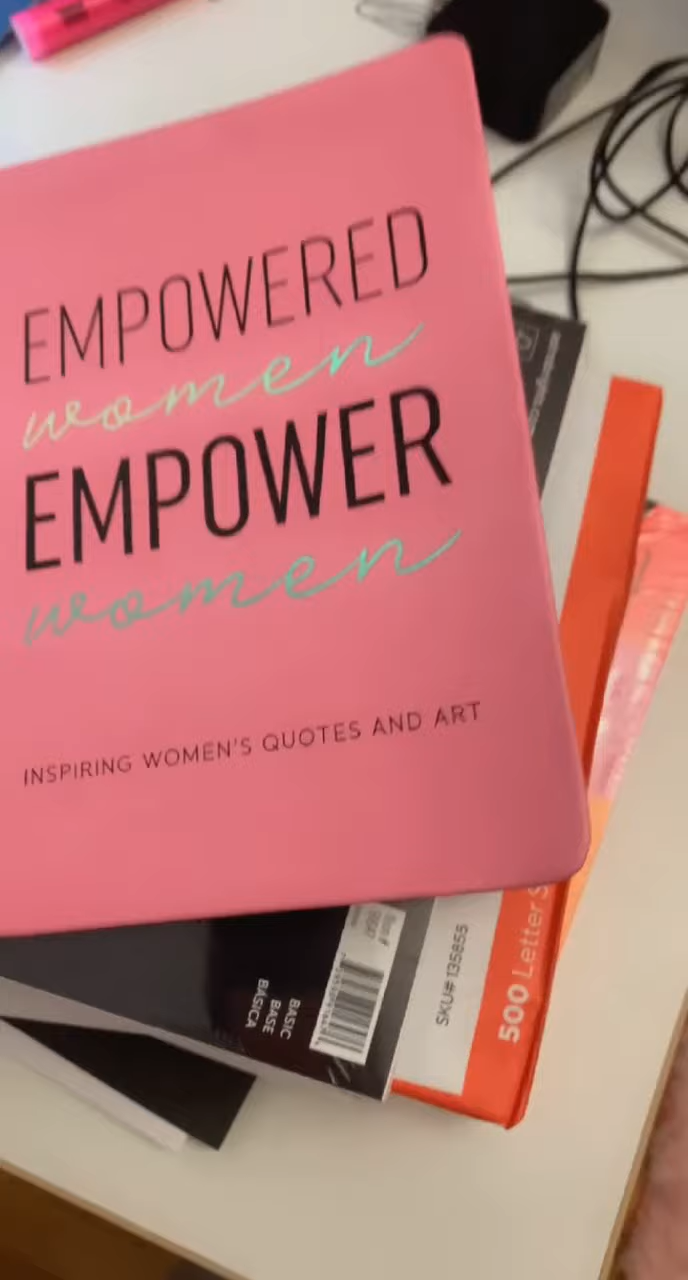 EMPOWERED
women
EMPOWER
women
INSPIRING WOMEN'S QUOTES AND ART
BASIC
BASE
BASICA
SKU# 135855
500 Letter